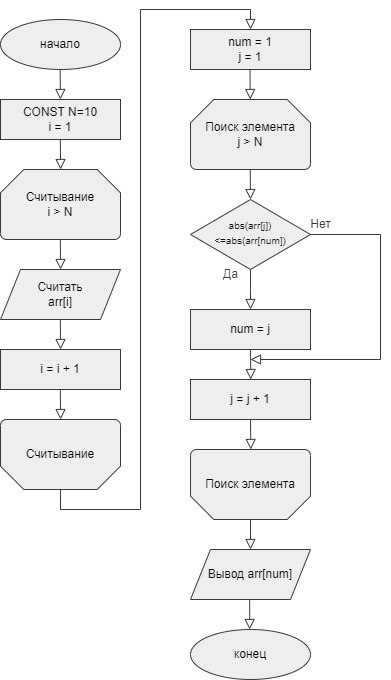 начало
CONST N=10
i = 1
Считывание
i > N
Считать
arr[i]
i = i + 1
Считывание
num = 1
j = 1
Поиск элемента
j > N
abs(arr[j])
<=abs(arr[num])
Нет
Да
num = j
j = j + 1
Поиск элемента
Вывод arr[num]
конец